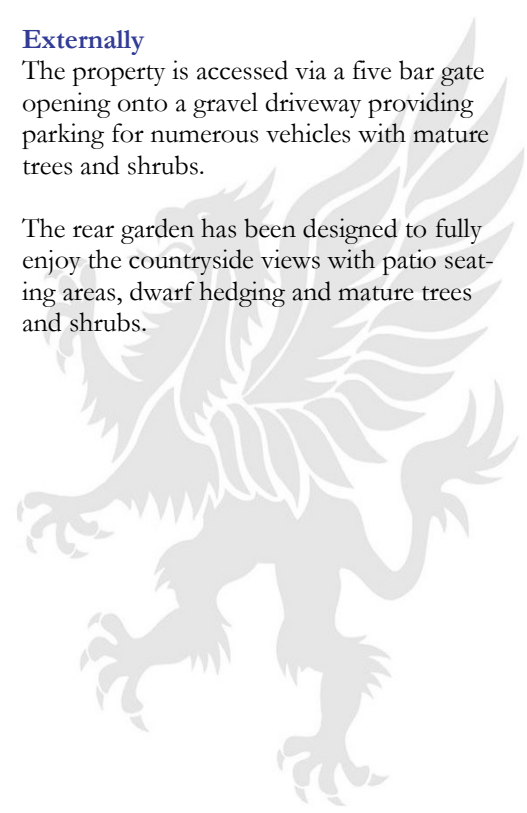 Externally
The property is accessed via a five bar gate
opening onto a gravel driveway providing
parking for numerous vehicles with mature
trees and shrubs.
The rear garden has been designed to fully
enjoy the countryside views with patio seat-
ing areas, dwarf hedging and mature trees
and shrubs.